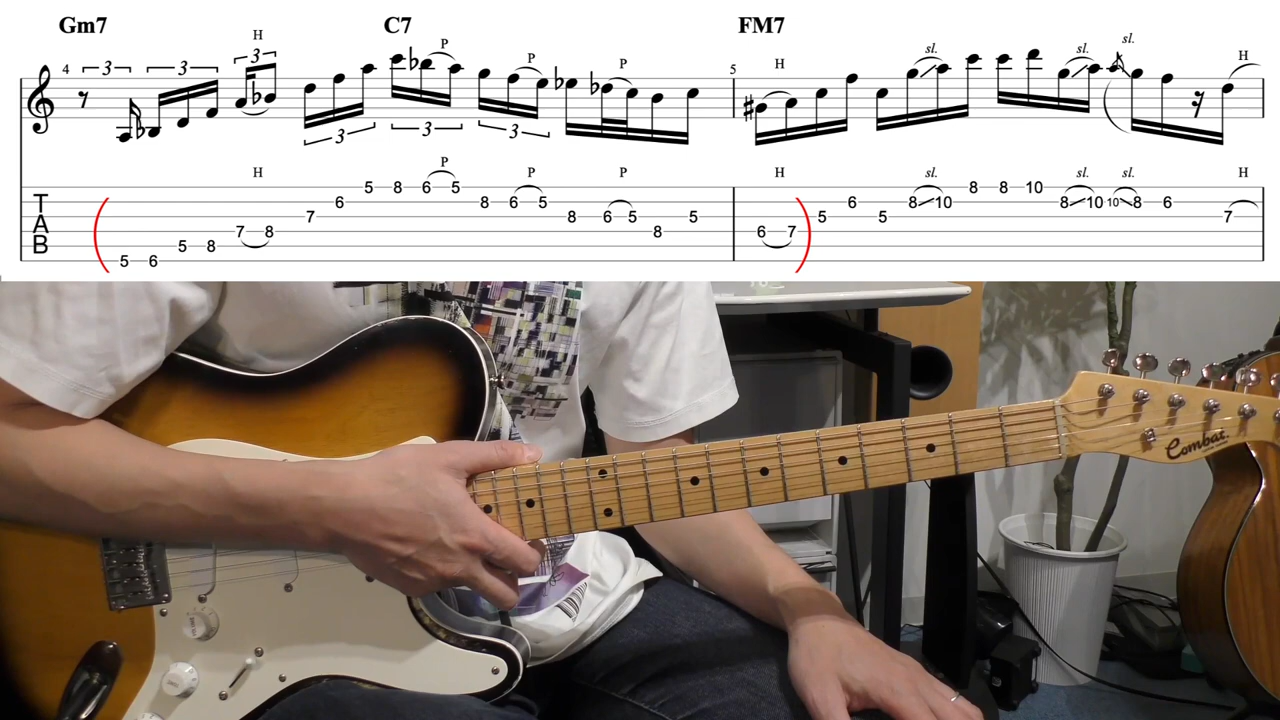 Gm7 C7 FM7
H P sl. sl. sl.
4 3 3 3 P P 5 H H
3 3 3
H P P P H sl. sl. sl. H
T 5 8 6 5 8 8 10
6 8 6 5 6 8 10 8 10 10 8 6
A 7 8 6 5 5 5 5 7
7 8 8 6 7
B 5 8
5 6
Combat.